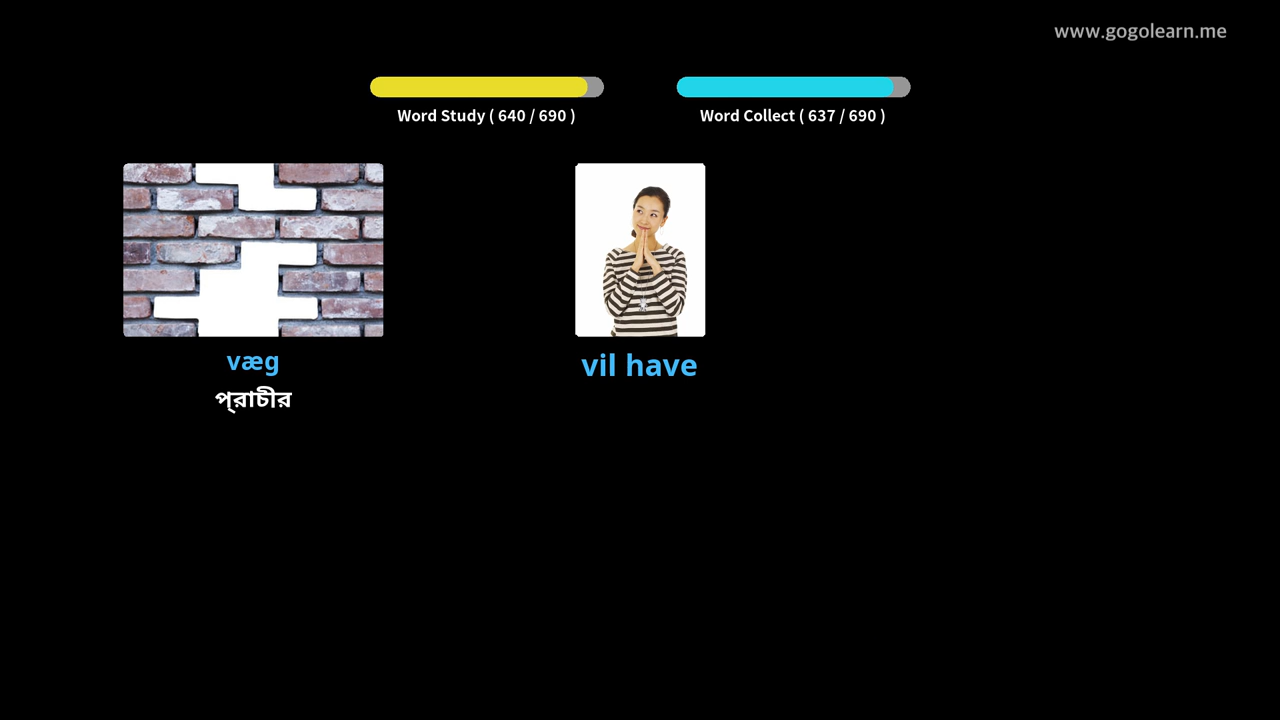 www.gogolearn.me
Word Study ( 640 / 690 )
Word Collect ( 637 / 690 )
væg
প্রাচীর
vil have